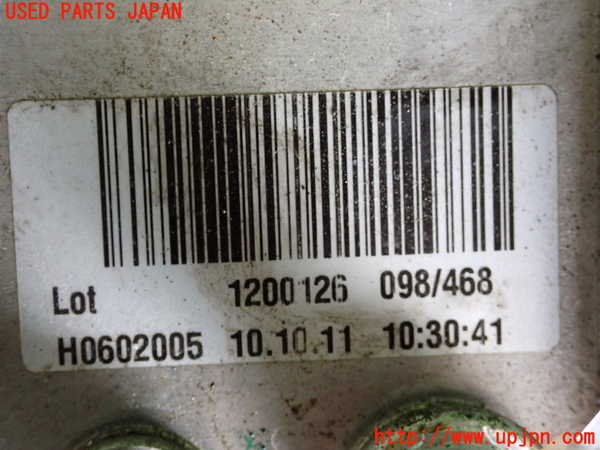 USED PARTS JAPAN
Lot 1200126 098/468
H0602005 10.10.11 10:30:41
http://www.upjpn.com